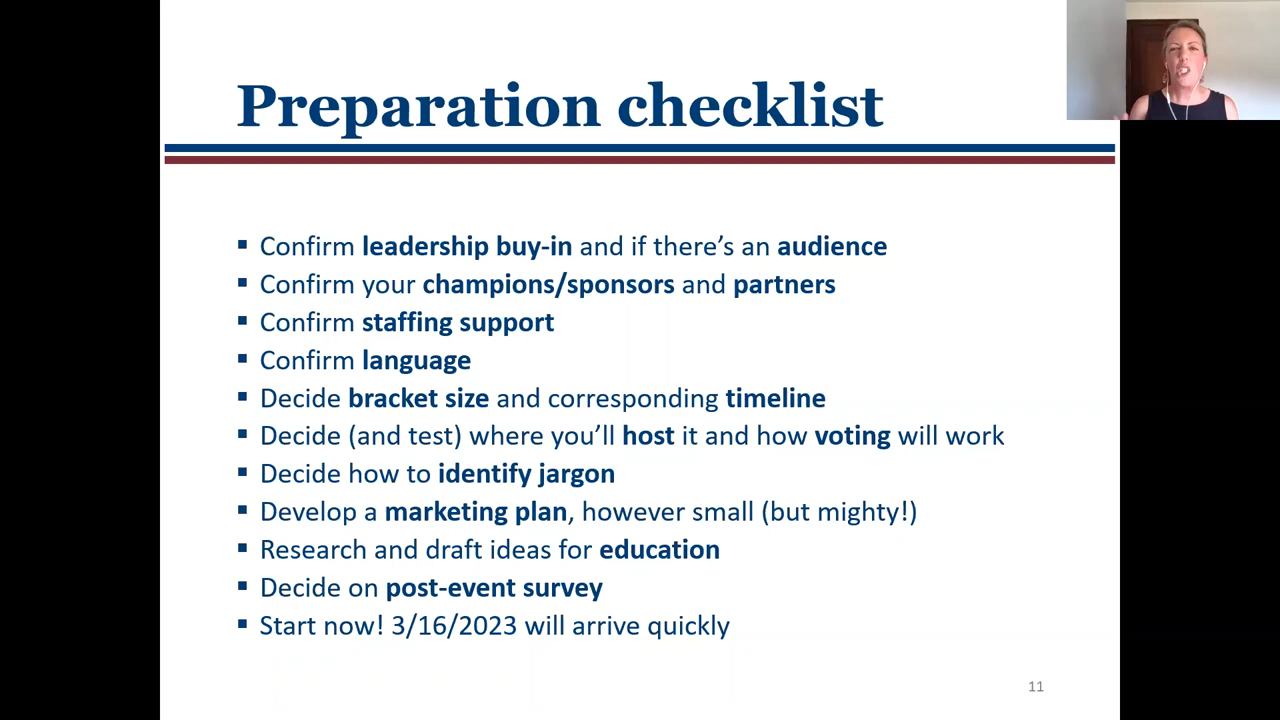 Preparation checklist
▪ Confirm leadership buy-in and if there’s an audience
▪ Confirm your champions/sponsors and partners
▪ Confirm staffing support
▪ Confirm language
▪ Decide bracket size and corresponding timeline
▪ Decide (and test) where you’ll host it and how voting will work
▪ Decide how to identify jargon
▪ Develop a marketing plan, however small (but mighty!)
▪ Research and draft ideas for education
▪ Decide on post-event survey
▪ Start now! 3/16/2023 will arrive quickly
11